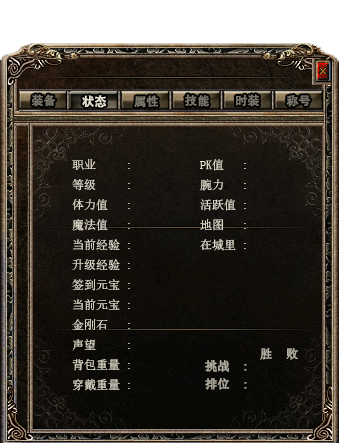 装备 状态 属性 技能 时装 称号
职业 : PK值 :
等级 : 腕力 :
体力值 : 活跃值 :
魔法值 : 地图 :
当前经验 : 在城里 :
升级经验 :
签到元宝 :
当前元宝 :
金刚石 :
声望 : 胜 败
背包重量 : 挑战 :
穿戴重量 : 排位 :